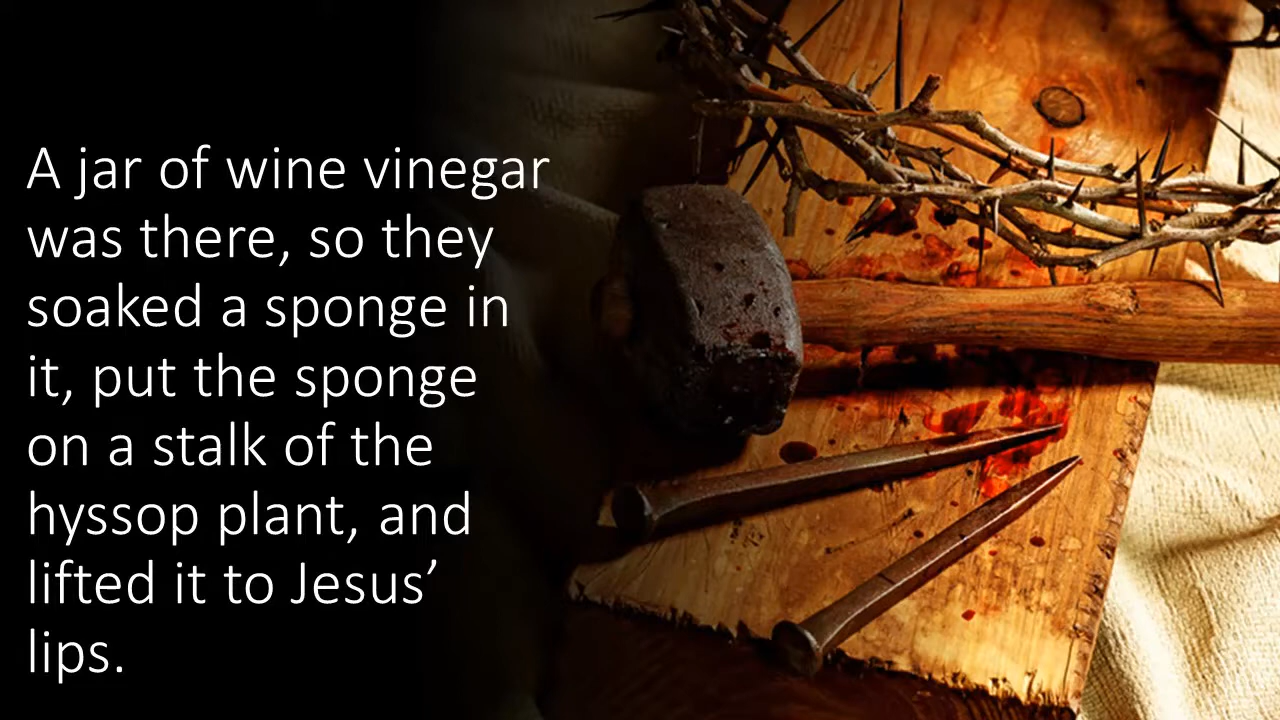 A jar of wine vinegar
was there, so they
soaked a sponge in
it, put the sponge
on a stalk of the
hyssop plant, and
lifted it to Jesus’
lips.